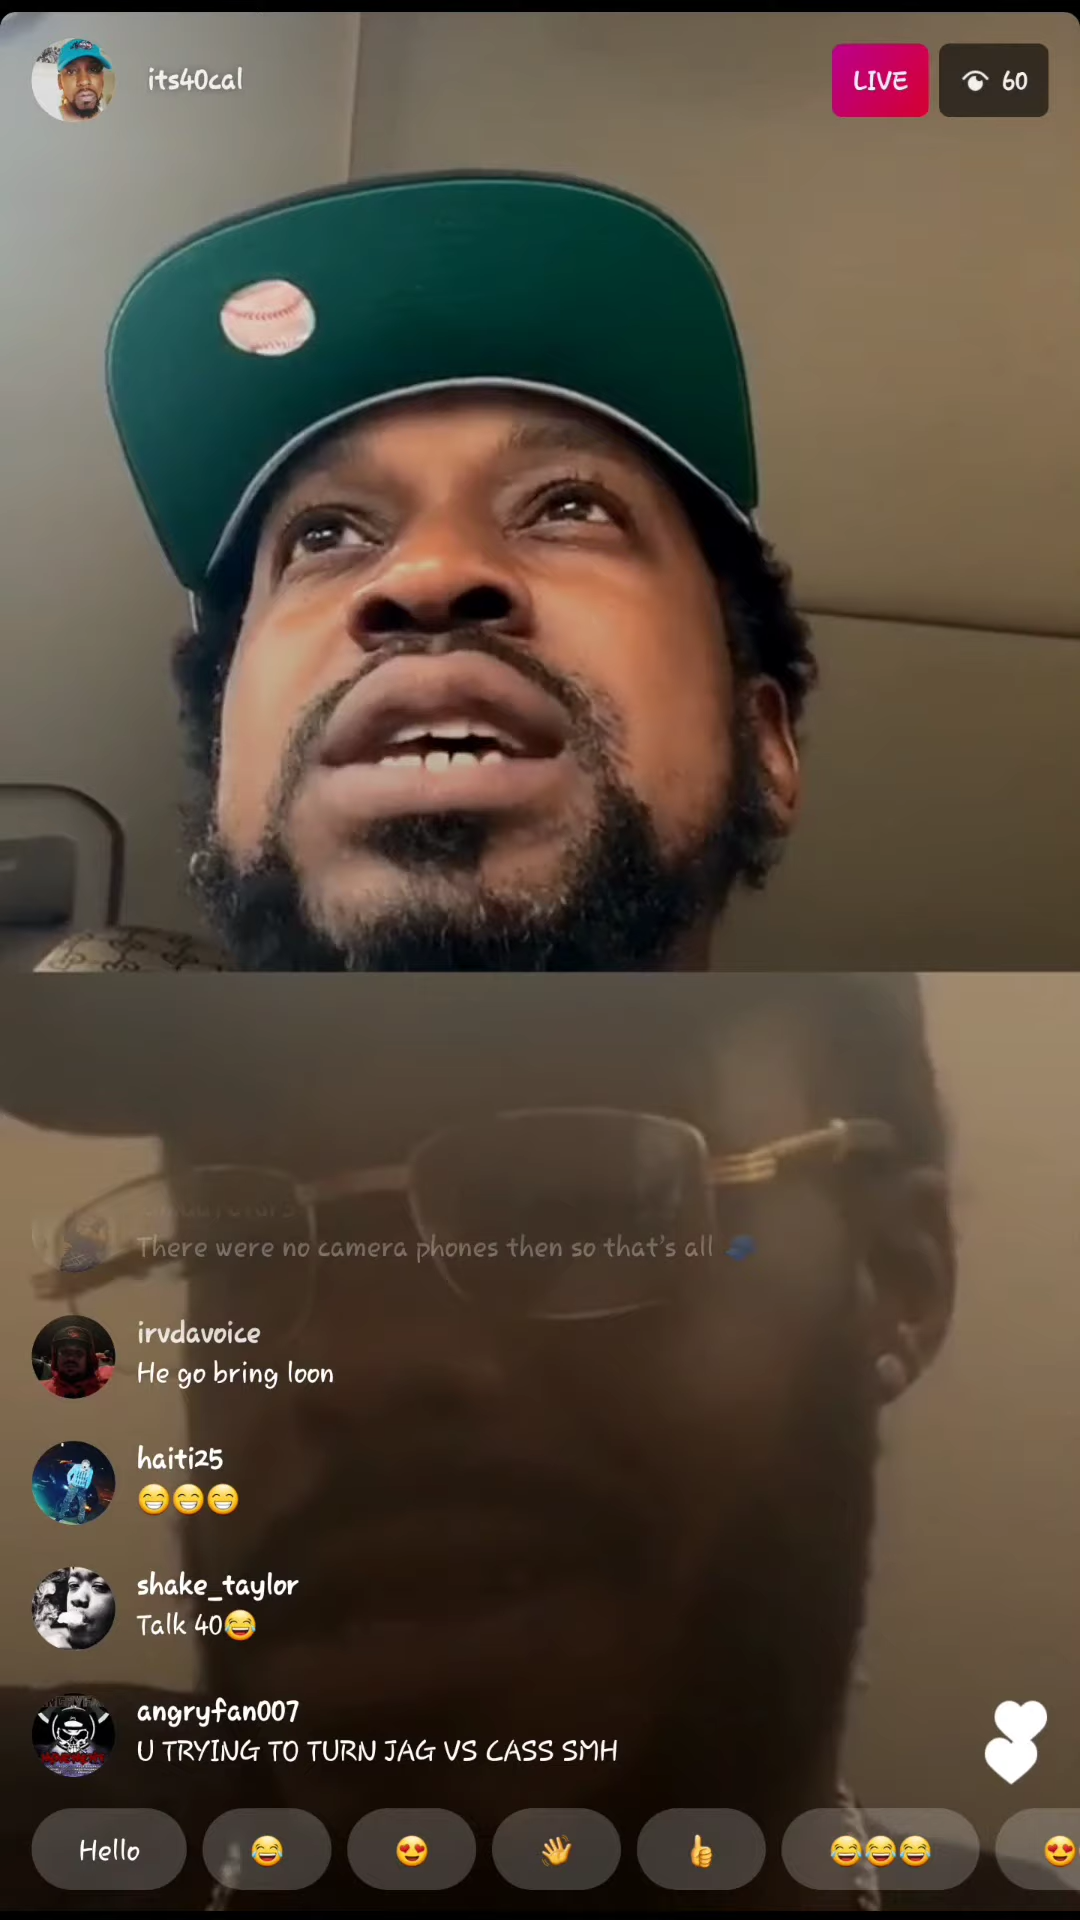 its40cal
LIVE
60
There were no camera phones then so that's all
irvdavoice
He go bring loon
haiti25
😁😁😁
shake_taylor
Talk 40😂
angryfan007
U TRYING TO TURN JAG VS CASS SMH
Hello